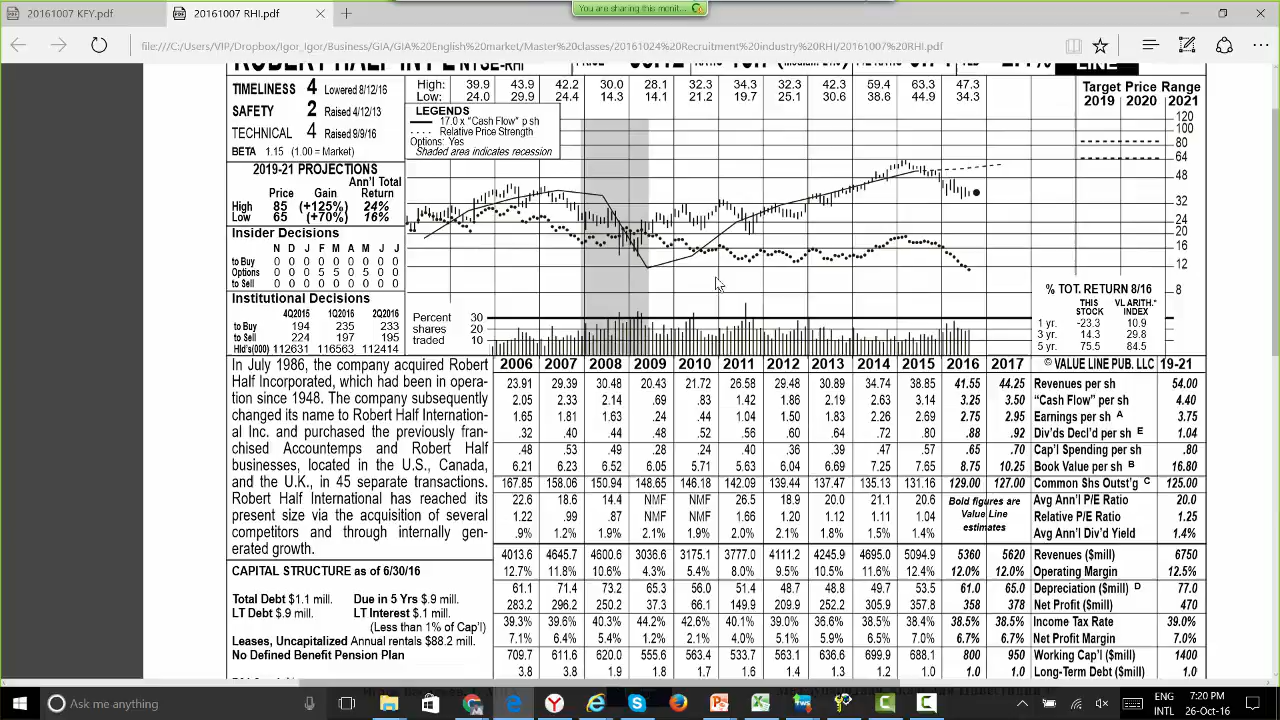 20161007 KFY.pdf
20161007 RHI.pdf
You are sharing this monit...
file:///C:/Users/VIP/Dropbox/Igor_Igor/Business/GIA/GIA%20English%20market/Master%20classes/20161024%20Recruitment%20industry%20RHI/20161007%20RHI.pdf
ROBERT HALF INT'L NYSE-RHI
LINE
TIMELINESS 4 Lowered 8/12/16
SAFETY 2 Raised 4/12/13
TECHNICAL 4 Raised 9/9/16
BETA 1.15 (1.00 = Market)
High: 39.9 43.9 42.2 30.0 28.1 32.3 34.3 32.3 42.3 59.4 63.3 47.3
Low: 24.0 29.9 24.4 14.3 14.1 21.2 19.7 25.1 30.6 38.6 44.9 34.3
Target Price Range
2019 2020 2021
LEGENDS
17.0 x "Cash Flow" p sh
Relative Price Strength
Options: Yes
Shaded area indicates recession
120
100
80
64
48
32
24
20
16
12
8
2019-21 PROJECTIONS
Ann'l Total
Price Gain Return
High 85 (+125%) 24%
Low 65 (+70%) 16%
Insider Decisions
N D J F M A M J J
to Buy 0 0 0 0 0 0 0 0 0
Options 0 0 0 5 5 0 5 0 0
to Sell 0 0 0 0 0 0 0 0 0
Institutional Decisions
4Q2015 1Q2016 2Q2016
to Buy 194 235 233
to Sell 224 197 195
Hld's(000) 112631 116563 112414
Percent shares traded
30
20
10
% TOT. RETURN 8/16
THIS STOCK VL ARITH.* INDEX
1 yr. -23.3 10.9
3 yr. 14.3 29.8
5 yr. 75.5 84.5
In July 1986, the company acquired Robert
Half Incorporated, which had been in opera-
tion since 1948. The company subsequently
changed its name to Robert Half Internation-
al Inc. and purchased the previously fran-
chised Accountemps and Robert Half
businesses, located in the U.S., Canada,
and the U.K., in 45 separate transactions.
Robert Half International has reached its
present size via the acquisition of several
competitors and through internally gen-
erated growth.
CAPITAL STRUCTURE as of 6/30/16
Total Debt $1.1 mill. Due in 5 Yrs $.9 mill.
LT Debt $.9 mill. LT Interest $.1 mill.
(Less than 1% of Cap'l)
Leases, Uncapitalized Annual rentals $88.2 mill.
No Defined Benefit Pension Plan
2006 2007 2008 2009 2010 2011 2012 2013 2014 2015 2016 2017 © VALUE LINE PUB. LLC 19-21
23.91 29.39 30.48 20.43 21.72 26.58 29.48 30.89 34.74 38.85 41.55 44.25 Revenues per sh 54.00
2.05 2.33 2.14 .69 .83 1.42 1.86 2.19 2.63 3.14 3.25 3.50 "Cash Flow" per sh 4.40
1.65 1.81 1.63 .24 .44 1.04 1.50 1.83 2.26 2.69 2.75 2.95 Earnings per sh A 3.75
.32 .40 .44 .48 .52 .56 .60 .64 .72 .80 .88 .92 Div'ds Decl'd per sh E 1.04
.48 .53 .49 .28 .24 .40 .36 .39 .47 .57 .65 .70 Cap'l Spending per sh .80
6.21 6.23 6.52 6.05 5.71 5.63 6.04 6.69 7.25 7.65 8.75 10.25 Book Value per sh B 16.80
167.85 158.06 150.94 148.65 146.18 142.09 139.44 137.47 135.13 131.16 129.00 127.00 Common Shs Outst'g C 125.00
22.6 18.6 14.4 NMF NMF 26.5 18.9 20.0 21.1 20.6 Bold figures are Avg Ann'l P/E Ratio 20.0
1.22 .99 .87 NMF NMF 1.66 1.20 1.12 1.11 1.04 Value Line Relative P/E Ratio 1.25
.9% 1.2% 1.9% 2.1% 1.9% 2.0% 2.1% 1.8% 1.5% 1.4% estimates Avg Ann'l Div'd Yield 1.4%
4013.6 4645.7 4600.6 3036.6 3175.1 3777.0 4111.2 4245.9 4695.0 5094.9 5360 5620 Revenues ($mill) 6750
12.7% 11.8% 10.6% 4.3% 5.4% 8.0% 9.5% 10.5% 11.6% 12.4% 12.0% 12.0% Operating Margin 12.5%
61.1 71.4 73.2 65.3 56.0 51.4 48.7 48.8 49.7 53.5 61.0 65.0 Depreciation ($mill) D 77.0
283.2 296.2 250.2 37.3 66.1 149.9 209.9 252.2 305.9 357.8 358 378 Net Profit ($mill) 470
39.3% 39.6% 40.3% 44.2% 42.6% 40.1% 39.0% 36.6% 38.5% 38.4% 38.5% 38.5% Income Tax Rate 39.0%
7.1% 6.4% 5.4% 1.2% 2.1% 4.0% 5.1% 5.9% 6.5% 7.0% 6.7% 6.7% Net Profit Margin 7.0%
709.7 611.6 620.0 555.6 563.4 533.7 563.1 636.6 699.9 688.1 800 950 Working Cap'l ($mill) 1400
3.8 3.8 1.9 1.8 1.7 1.6 1.4 1.3 1.2 1.0 1.0 1.0 Long-Term Debt ($mill) 1.0
Ask me anything
ENG
INTL
7:20 PM
26-Oct-16